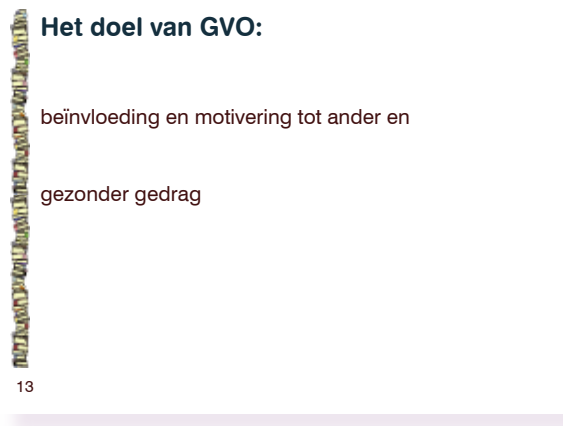 Het doel van GVO:
beïnvloeding en motivering tot ander en
gezonder gedrag
13